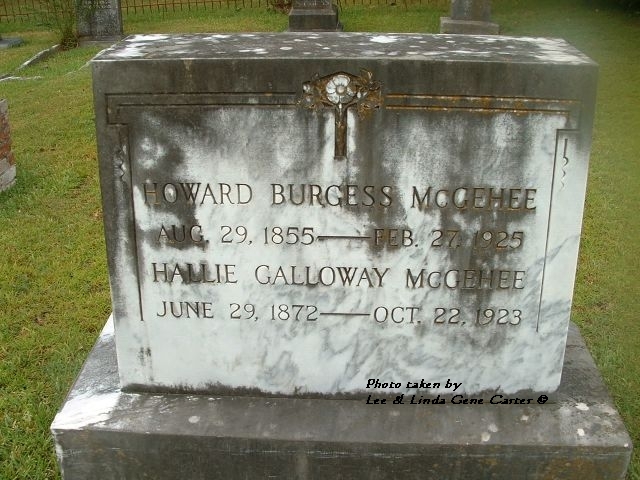 HOWARD BURGESS McGEHEE
AUG. 29, 1855—FEB. 27, 1925
HALLIE GALLOWAY McGEHEE
JUNE 29, 1872—OCT. 22, 1923
Photo taken by
Lee & Linda Gene Carter ©